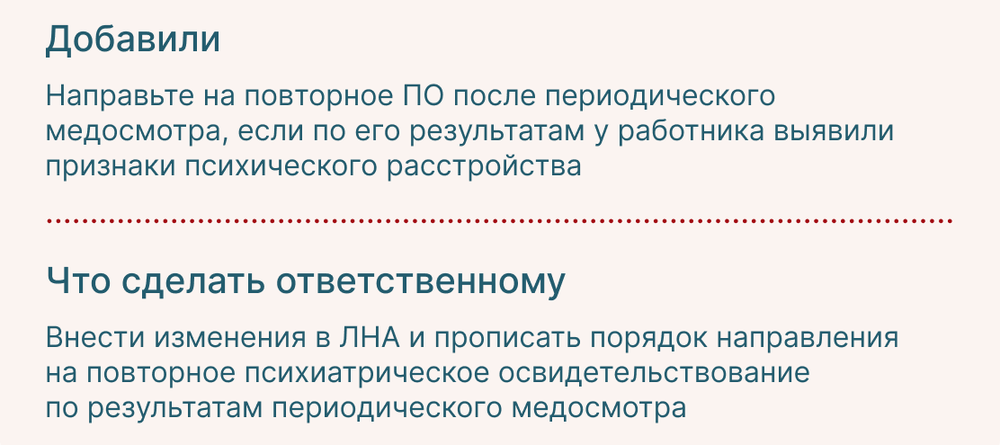 Добавили
Направьте на повторное ПО после периодического
медосмотра, если по его результатам у работника выявили
признаки психического расстройства
Что сделать ответственному
Внести изменения в ЛНА и прописать порядок направления
на повторное психиатрическое освидетельствование
по результатам периодического медосмотра